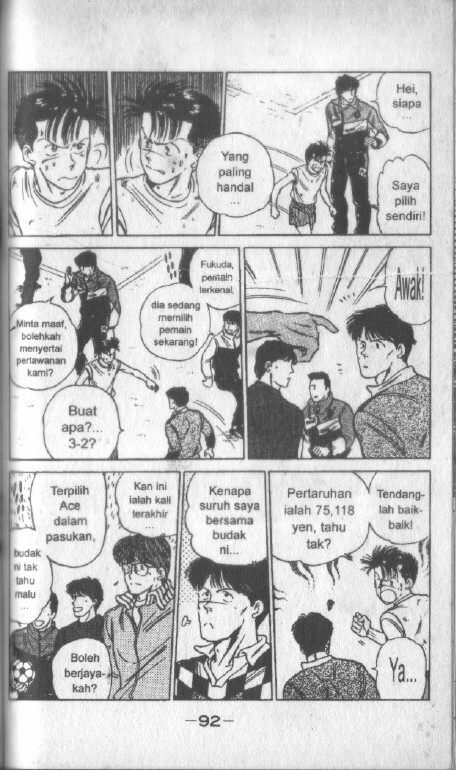 Yang
paling
handal
...
Hei,
siapa
...
Saya
pilih
sendiri!
Minta maaf,
bolehkah
menyertai
perlawanan
kami?
Buat
apa?...
3-2?
Fukuda,
pemain
terkenal,
dia sedang
memilih
pemain
sekarang!
Awak!
Terpilih
Ace
dalam
pasukan,
budak
ni tak
tahu
malu
...
Kan ini
ialah kali
terakhir
...
Boleh
berjaya-
kah?
Kenapa
suruh saya
bersama
budak
ni...
Pertaruhan
ialah 75,118
yen, tahu
tak?
Tendang-
lah baik-
baik!
Ya...
-92-